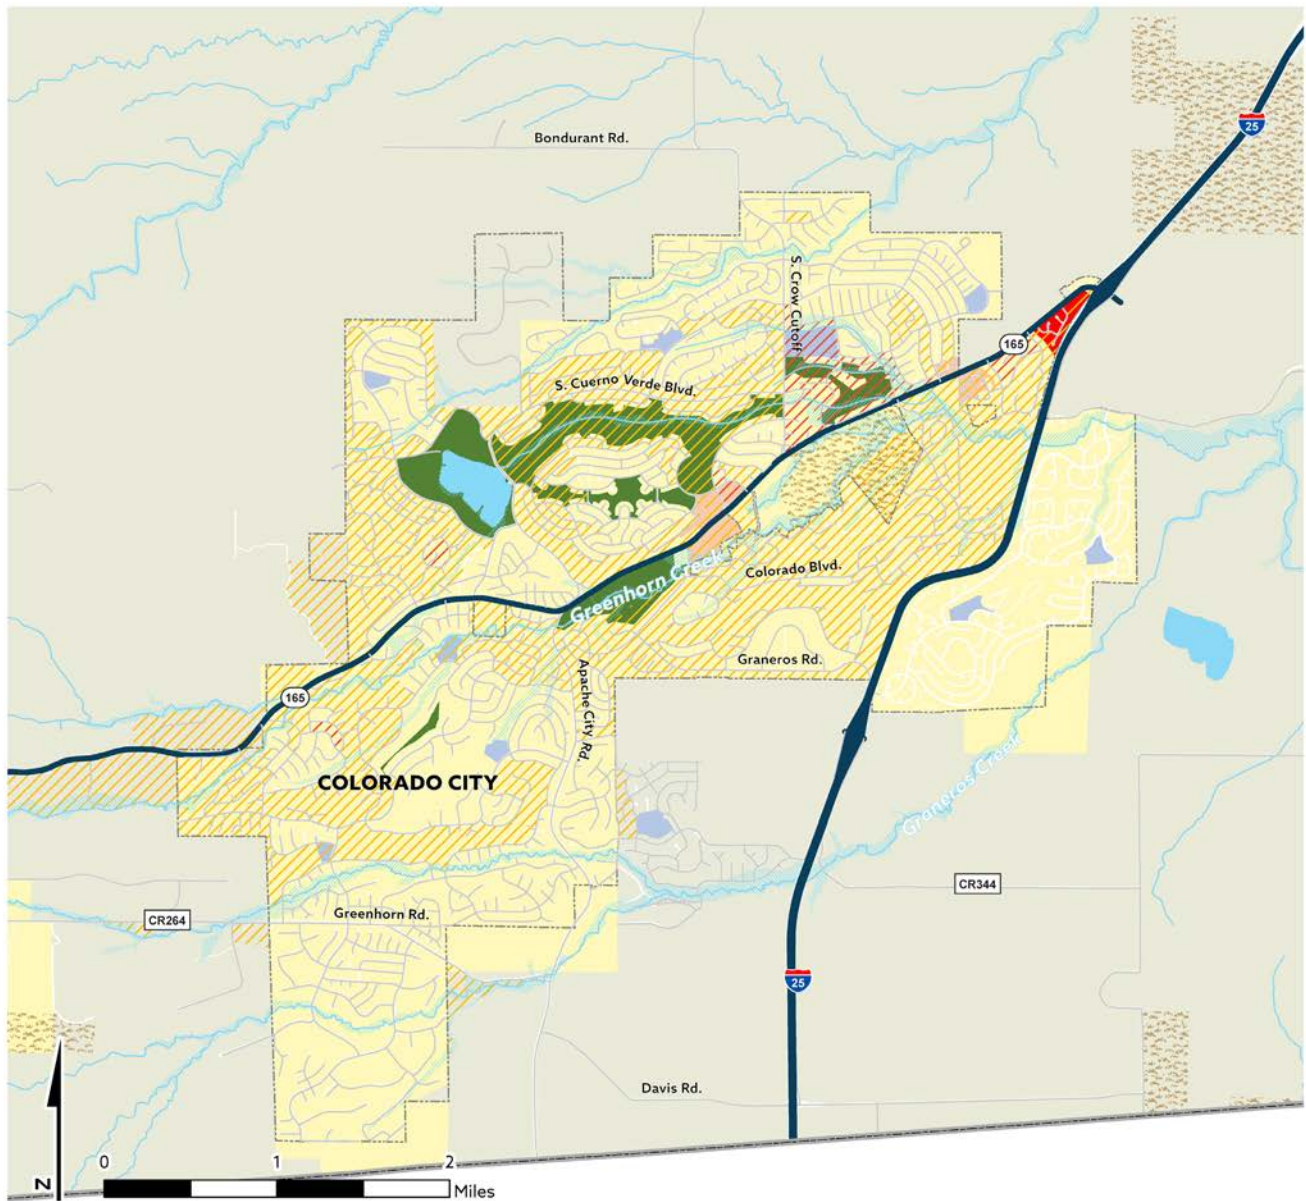 25
Bondurant Rd.
S. Crow Cutoff
165
S. Cuerno Verde Blvd.
Greenhorn Creek
Colorado Blvd.
Graneros Rd.
Apache City Rd.
165
COLORADO CITY
Graneros Creek
CR344
Greenhorn Rd.
CR264
25
Davis Rd.
N
0 1 2
Miles